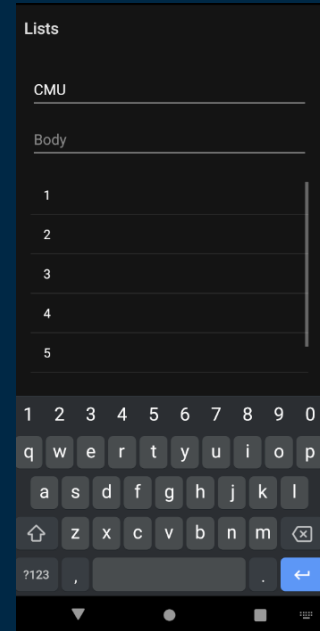 Lists
CMU
Body
1
2
3
4
5
1 2 3 4 5 6 7 8 9 0
q w e r t y u i o p
a s d f g h j k l
z x c v b n m
?123 , .